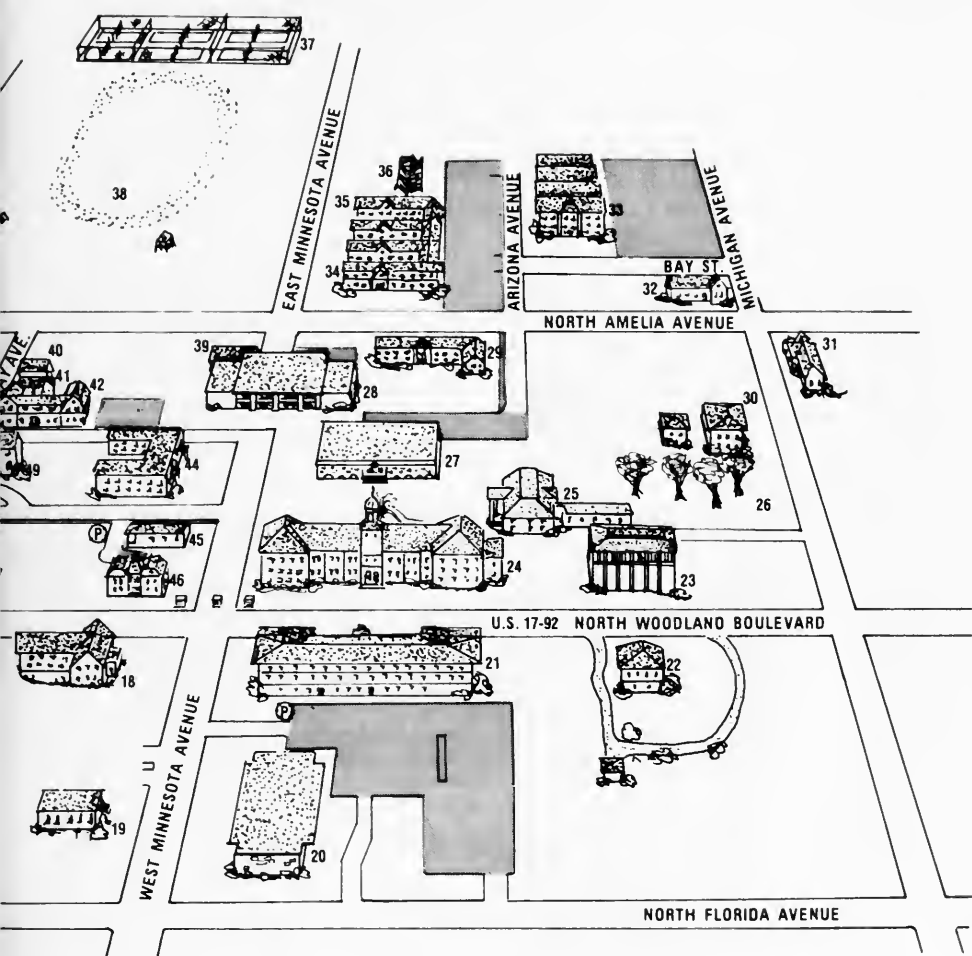 37
38
EAST MINNESOTA AVENUE
36
35
34
ARIZONA AVENUE
33
MICHIGAN AVENUE
BAY ST.
32
NORTH AMELIA AVENUE
AVE.
40
41
42
39
28
29
31
30
49
44
27
25
26
P
45
46
24
23
U.S. 17-92 NORTH WOODLAND BOULEVARD
18
21
22
P
WEST MINNESOTA AVENUE
19
20
NORTH FLORIDA AVENUE